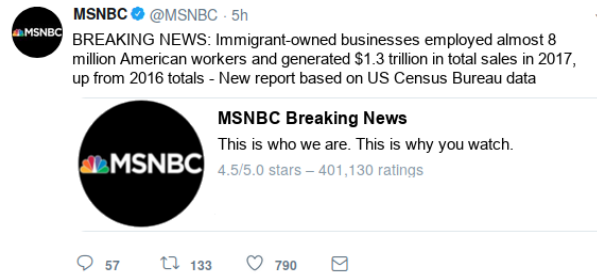 MSNBC @MSNBC · 5h
MSNBC
BREAKING NEWS: Immigrant-owned businesses employed almost 8
million American workers and generated $1.3 trillion in total sales in 2017,
up from 2016 totals - New report based on US Census Bureau data
MSNBC
MSNBC Breaking News
This is who we are. This is why you watch.
4.5/5.0 stars – 401,130 ratings
57 133 790